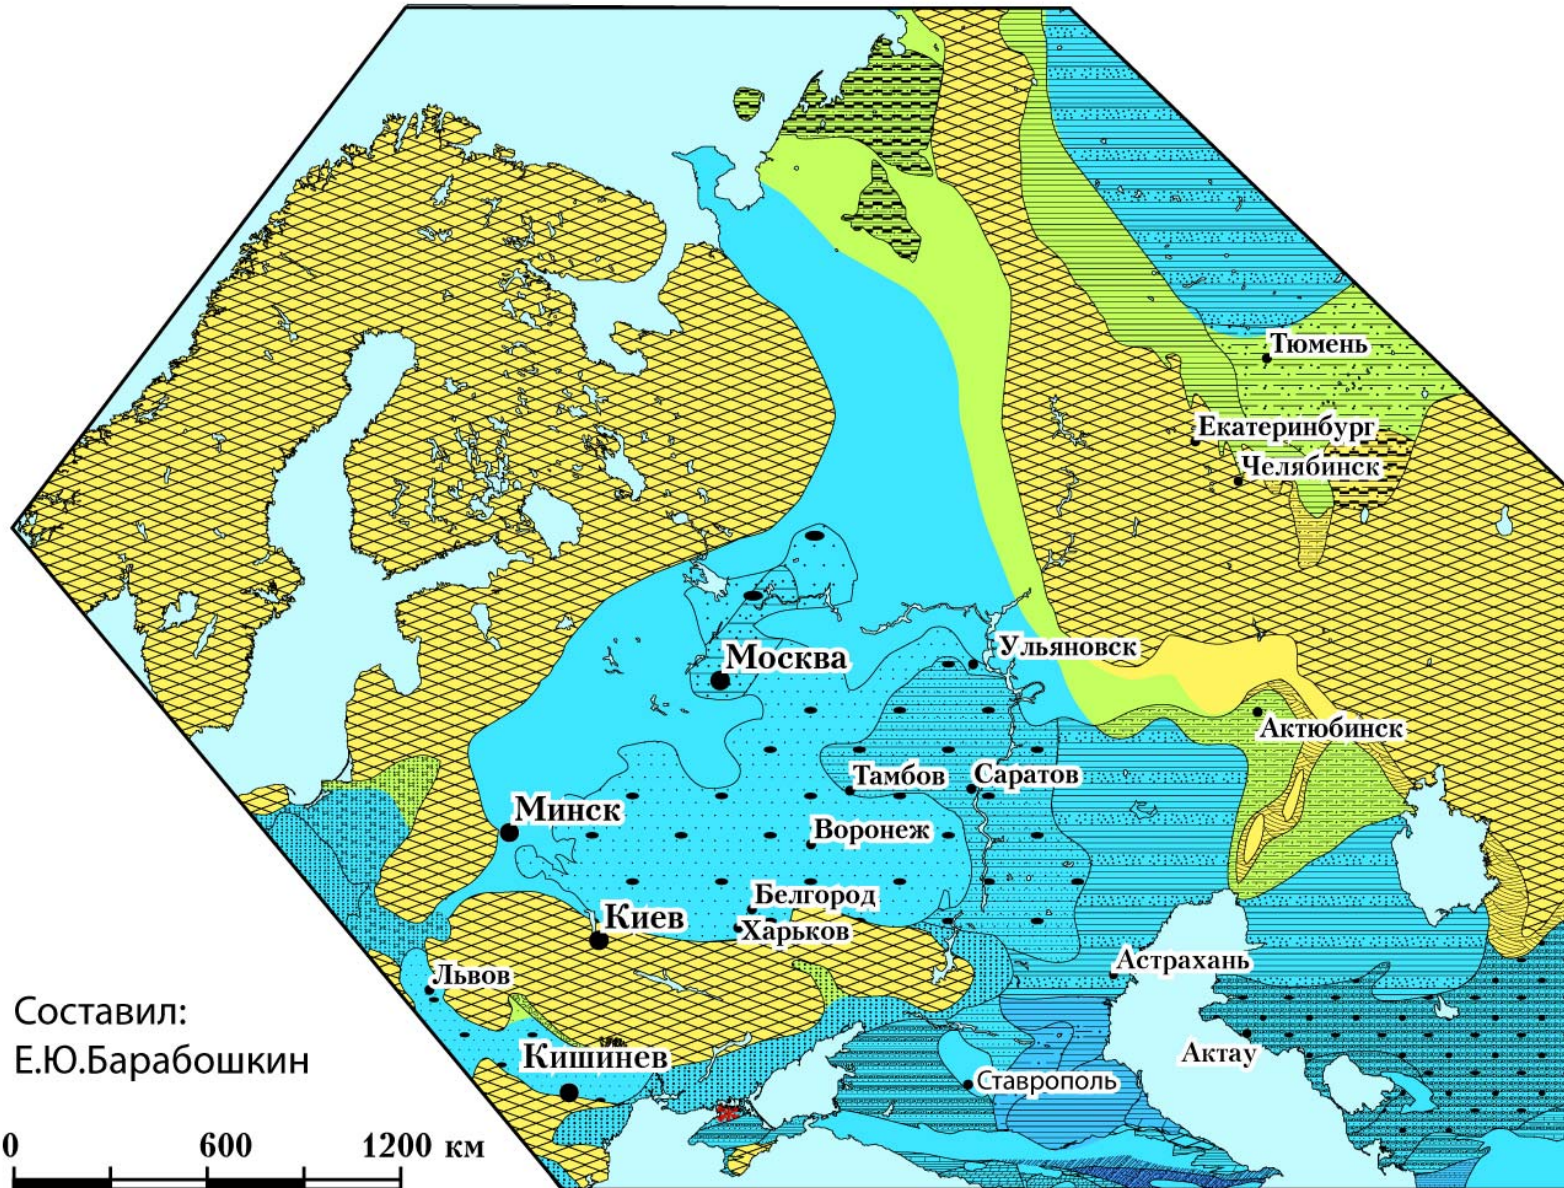 Тюмень
Екатеринбург
Челябинск
Ульяновск
Москва
Актюбинск
Тамбов
Саратов
Минск
Воронеж
Белгород
Киев
Харьков
Астрахань
Львов
Составил:
Е.Ю.Барабошкин
Кишинев
Актау
Ставрополь
0 600 1200 км